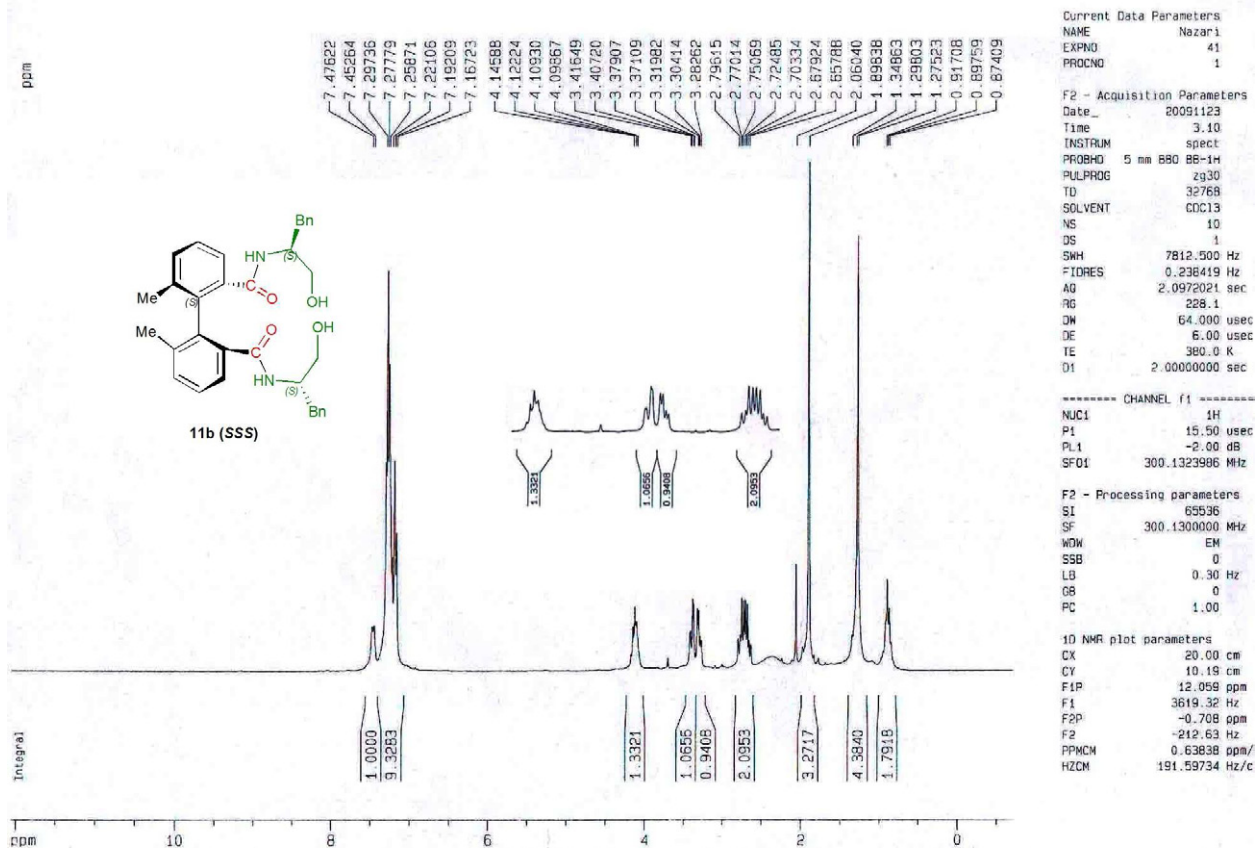 ppm
7.47622
7.45264
7.29736
7.27779
7.25871
7.22106
7.19209
7.16723
4.14588
4.12224
4.10930
4.09867
3.41649
3.40720
3.37907
3.37109
3.31982
3.30414
3.28262
2.79615
2.77014
2.75069
2.72485
2.70334
2.67924
2.65788
2.06040
1.89838
1.34863
1.29803
1.27523
0.91708
0.89759
0.87409
Bn
HN
(S)
Me
(S)
O
C
OH
O
OH
Me
C
HN
(S)
Bn
11b (SSS)
1.3321
1.0656
0.9408
2.0953
Integral
1.0000
9.3283
1.3321
1.0656
0.9408
2.0953
3.2717
4.3840
1.7918
ppm
10
8
6
4
2
0
Current Data Parameters
NAME Nazari
EXPNO 41
PROCNO 1
F2 - Acquisition Parameters
Date_ 20091123
Time 3.10
INSTRUM spect
PROBHD 5 mm BBO BB-1H
PULPROG zg30
TD 32768
SOLVENT CDCl3
NS 10
DS 1
SWH 7812.500 Hz
FIDRES 0.238419 Hz
AQ 2.0972021 sec
RG 228.1
DW 64.000 usec
DE 6.00 usec
TE 380.0 K
D1 2.00000000 sec
======== CHANNEL f1 ========
NUC1 1H
P1 15.50 usec
PL1 -2.00 dB
SFO1 300.1323986 MHz
F2 - Processing parameters
SI 65536
SF 300.1300000 MHz
WDW EM
SSB 0
LB 0.30 Hz
GB 0
PC 1.00
1D NMR plot parameters
CX 20.00 cm
CY 10.19 cm
F1P 12.059 ppm
F1 3619.32 Hz
F2P -0.708 ppm
F2 -212.63 Hz
PPMCM 0.63838 ppm/
HZCM 191.59734 Hz/c